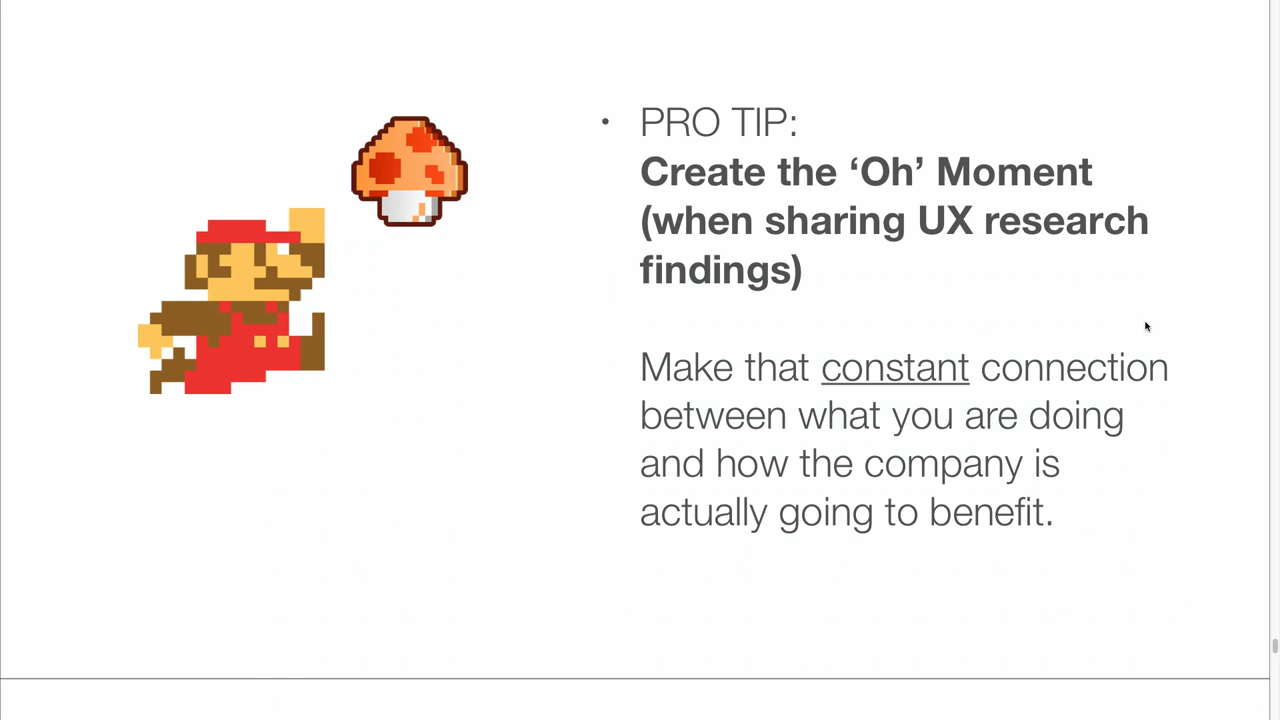 • PRO TIP:
Create the ‘Oh’ Moment
(when sharing UX research
findings)
Make that constant connection
between what you are doing
and how the company is
actually going to benefit.